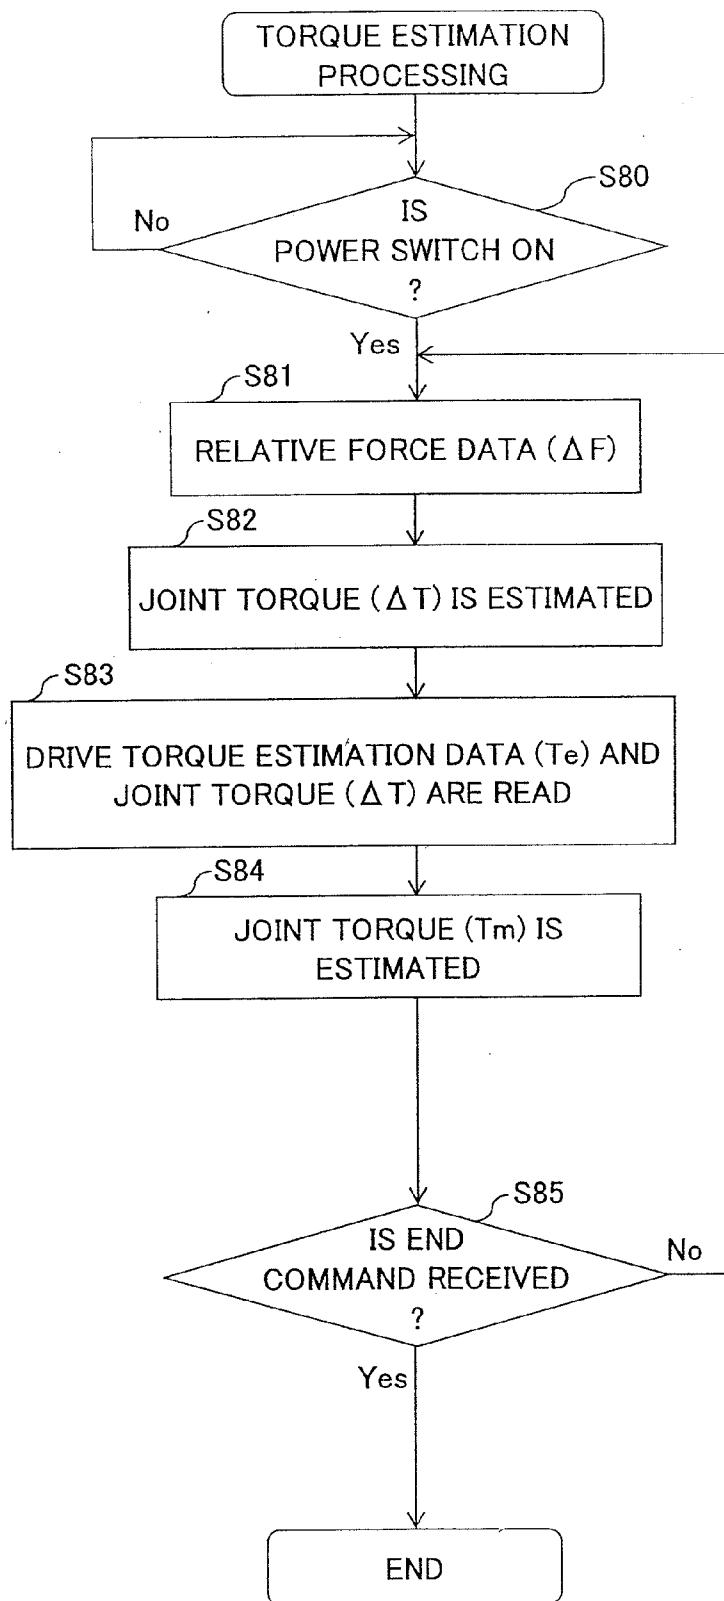 TORQUE ESTIMATION
PROCESSING
S80
IS
POWER SWITCH ON
?
No
Yes
S81
RELATIVE FORCE DATA (ΔF)
S82
JOINT TORQUE (ΔT) IS ESTIMATED
S83
DRIVE TORQUE ESTIMATION DATA (Te) AND
JOINT TORQUE (ΔT) ARE READ
S84
JOINT TORQUE (Tm) IS
ESTIMATED
S85
IS END
COMMAND RECEIVED
?
No
Yes
END